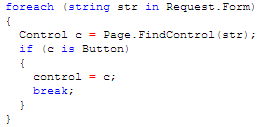 foreach (string str in Request.Form)
{
  Control c = Page.FindControl(str);
  if (c is Button)
  {
    control = c;
    break;
  }
}